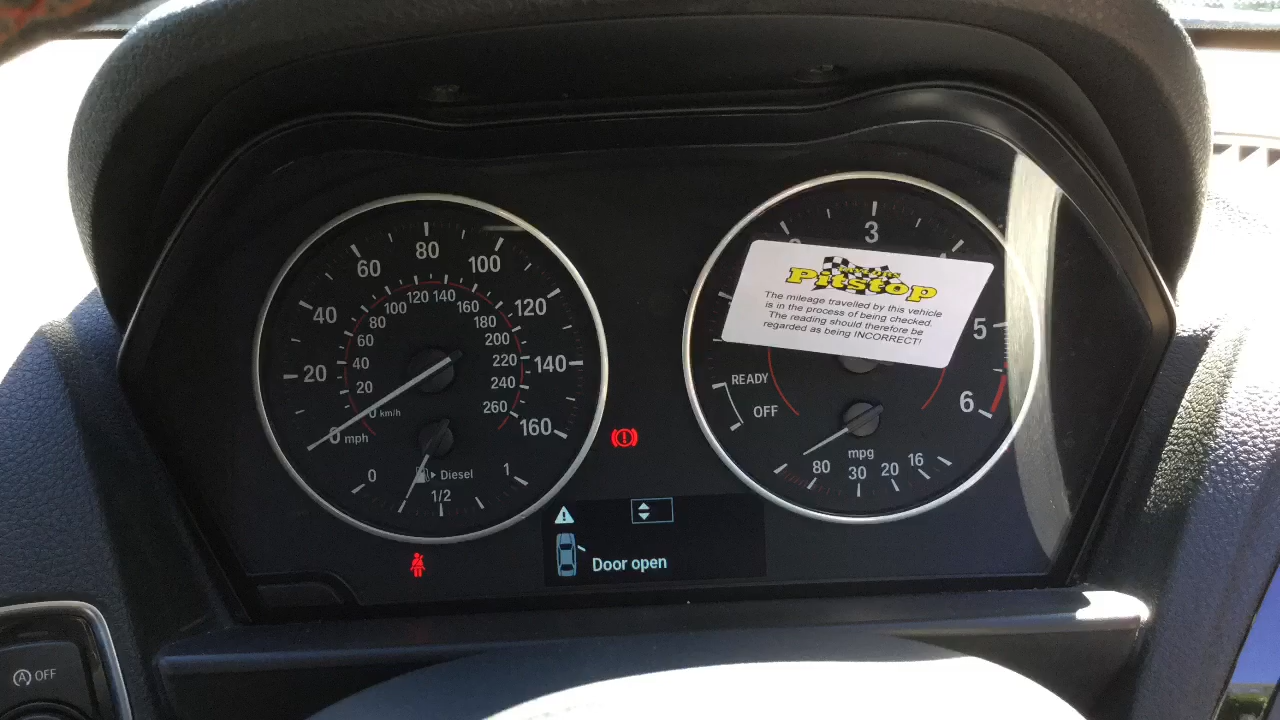 80
60
100
40
120
20
140
0 mph
160
120 140
100
160
80
180
60
200
40
220
20
240
0 km/h
260
0
Diesel
1
1/2
Door open
3
Pitstop
The mileage travelled by this vehicle
is in the process of being checked.
The reading should therefore be
regarded as being INCORRECT!
5
6
READY
OFF
mpg
80
30
20
16
A OFF